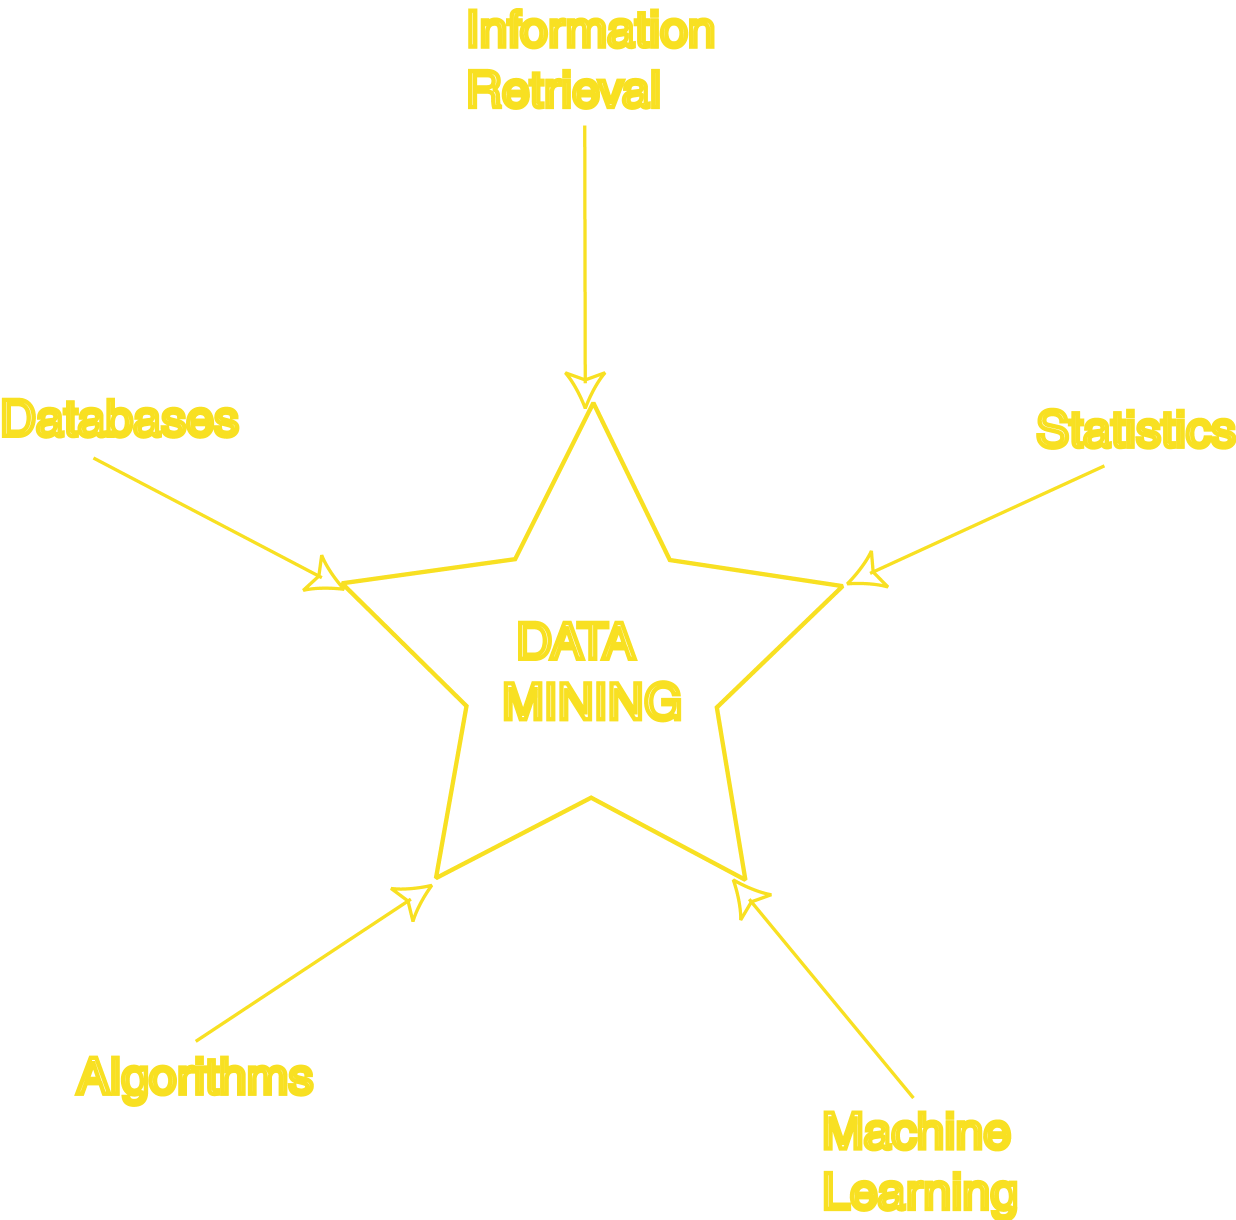 Information
Retrieval
Databases
Statistics
DATA
MINING
Algorithms
Machine
Learning